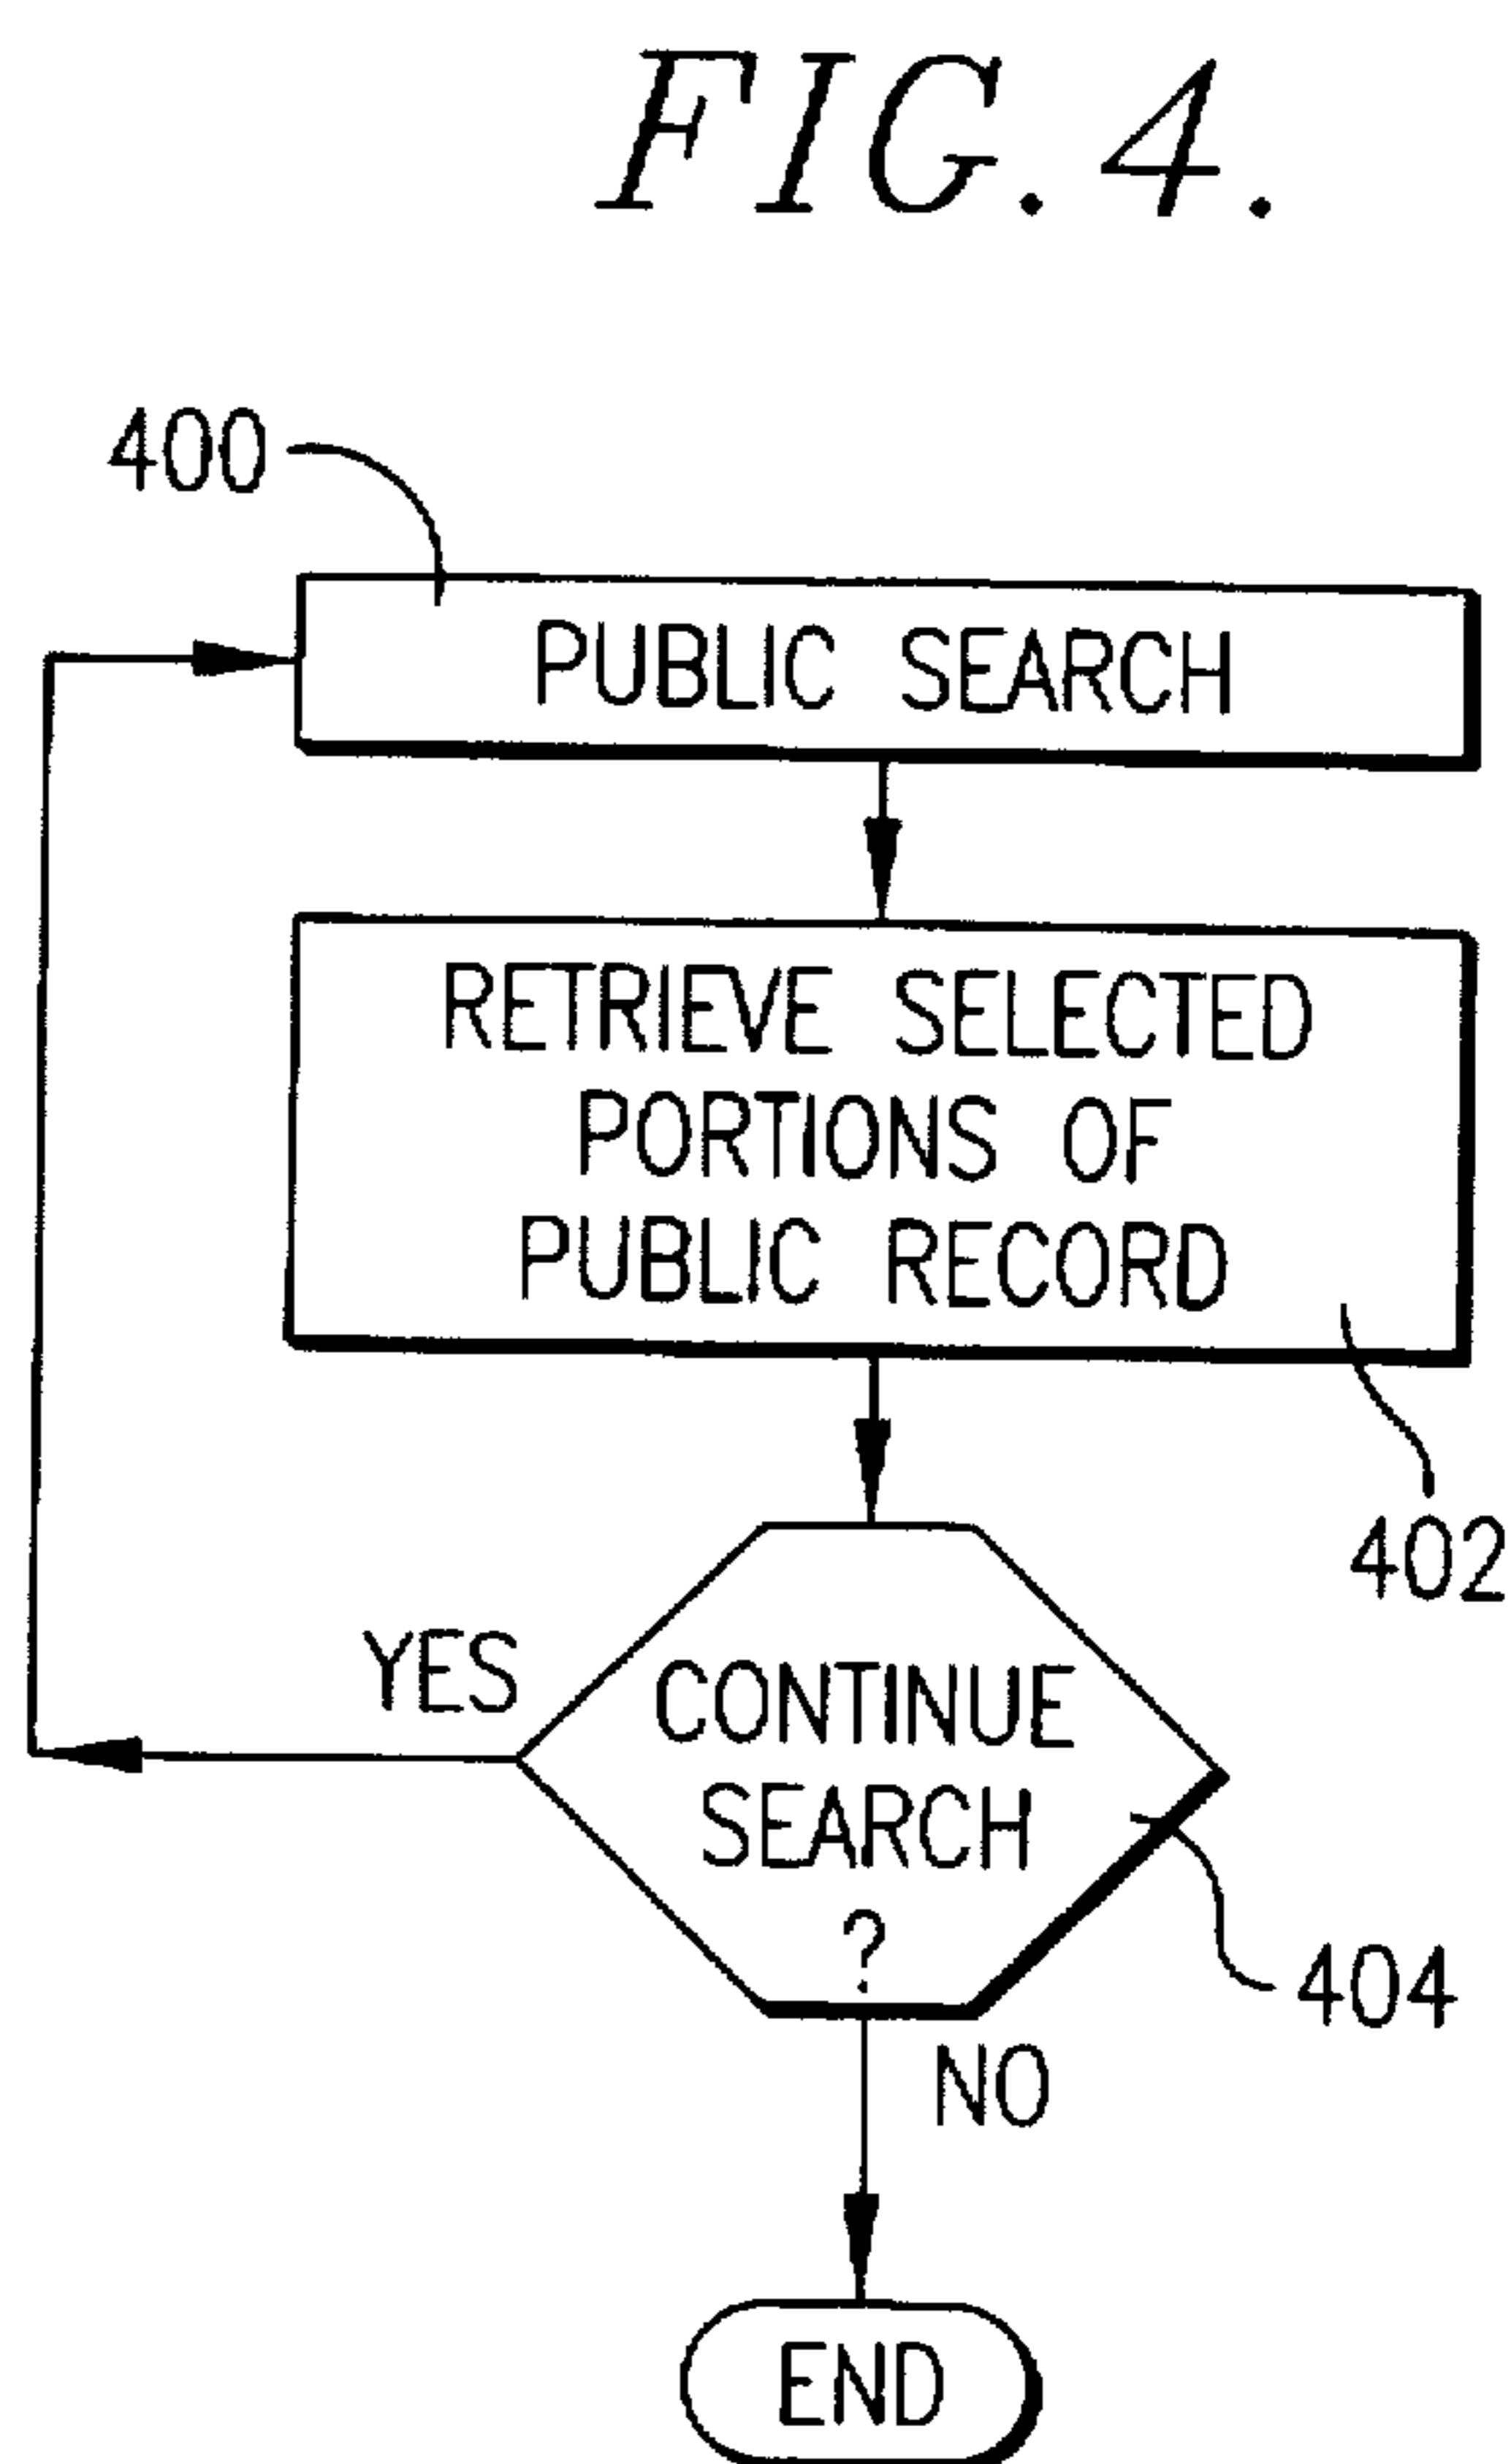 FIG. 4.
400
PUBLIC SEARCH
RETRIEVE SELECTED
PORTIONS OF
PUBLIC RECORD
402
YES
CONTINUE
SEARCH
?
404
NO
END